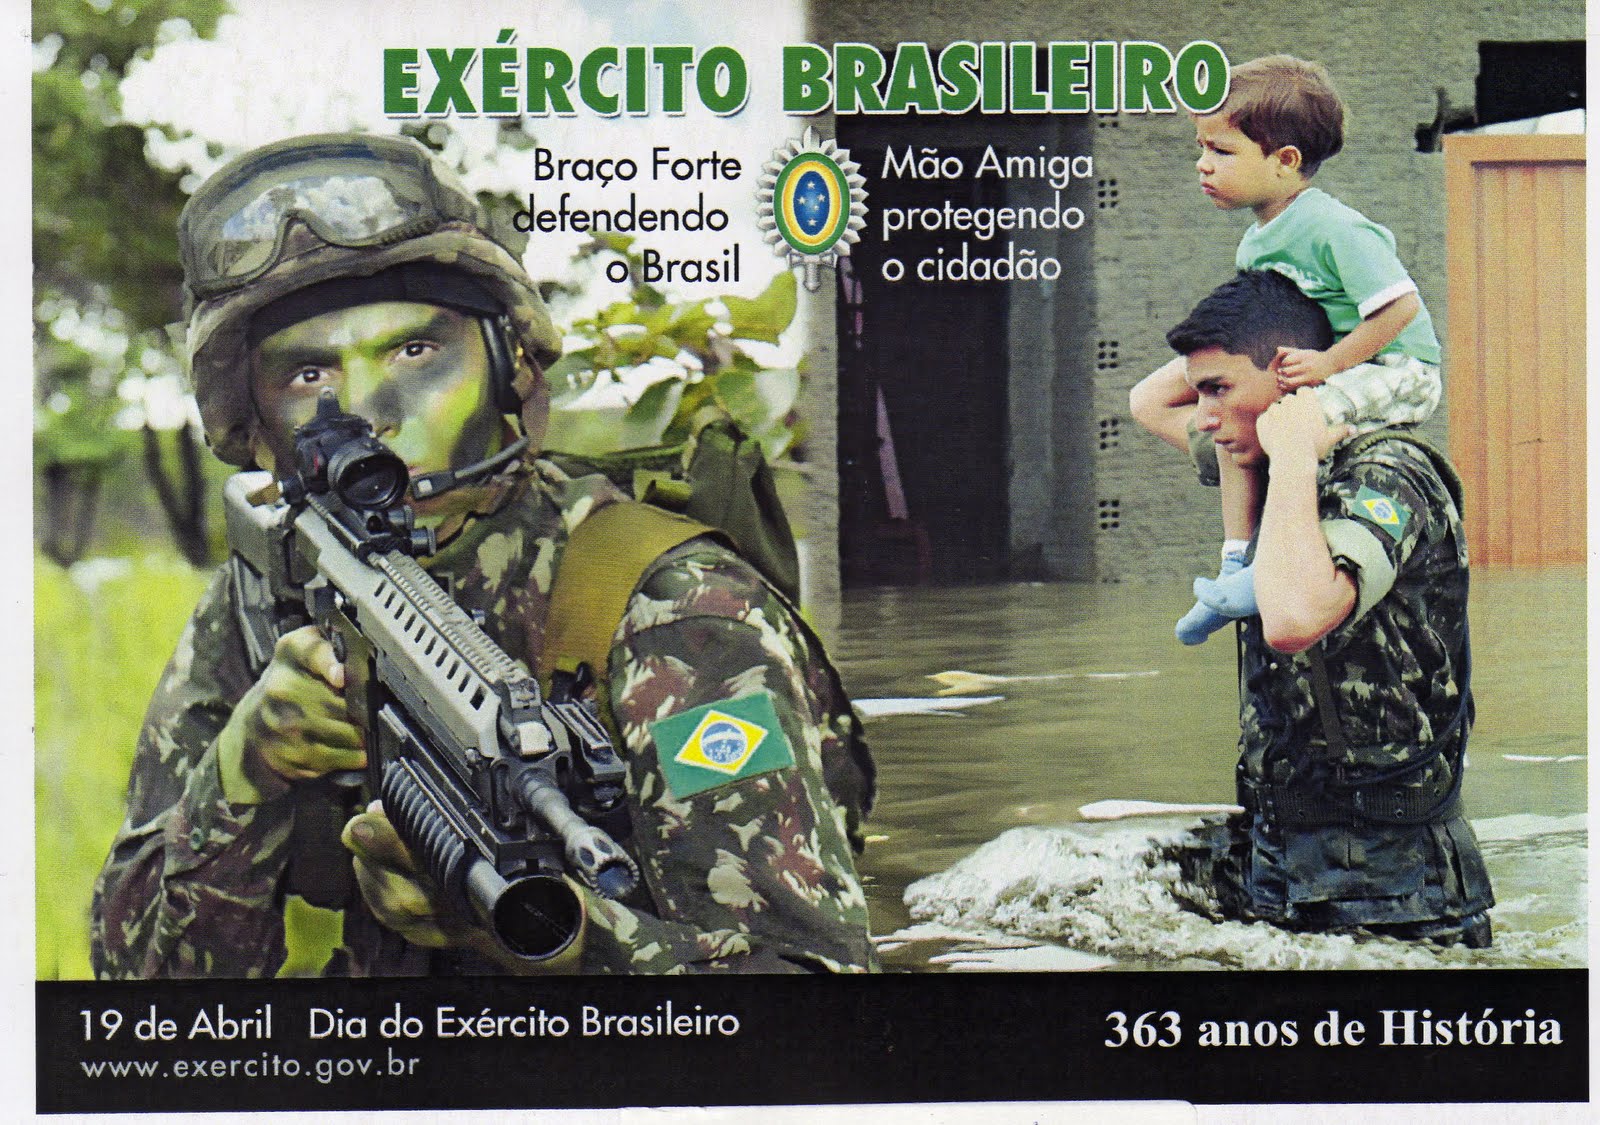 EXÉRCITO BRASILEIRO
Braço Forte
defendendo
o Brasil
Mão Amiga
protegendo
o cidadão
19 de Abril Dia do Exército Brasileiro
www.exercito.gov.br
363 anos de História